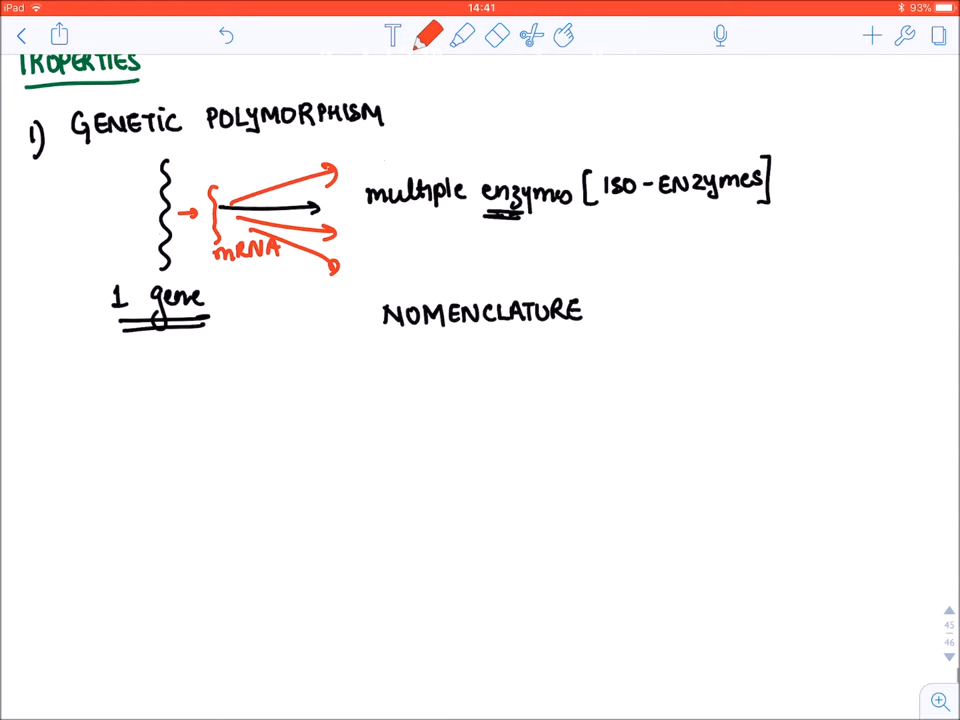 iPad 14:41 93%
T
PROPERTIES
1) GENETIC POLYMORPHISM
multiple enzymes [ISO-ENZymES]
mRNA
1 gene
NOMENCLATURE
45
46